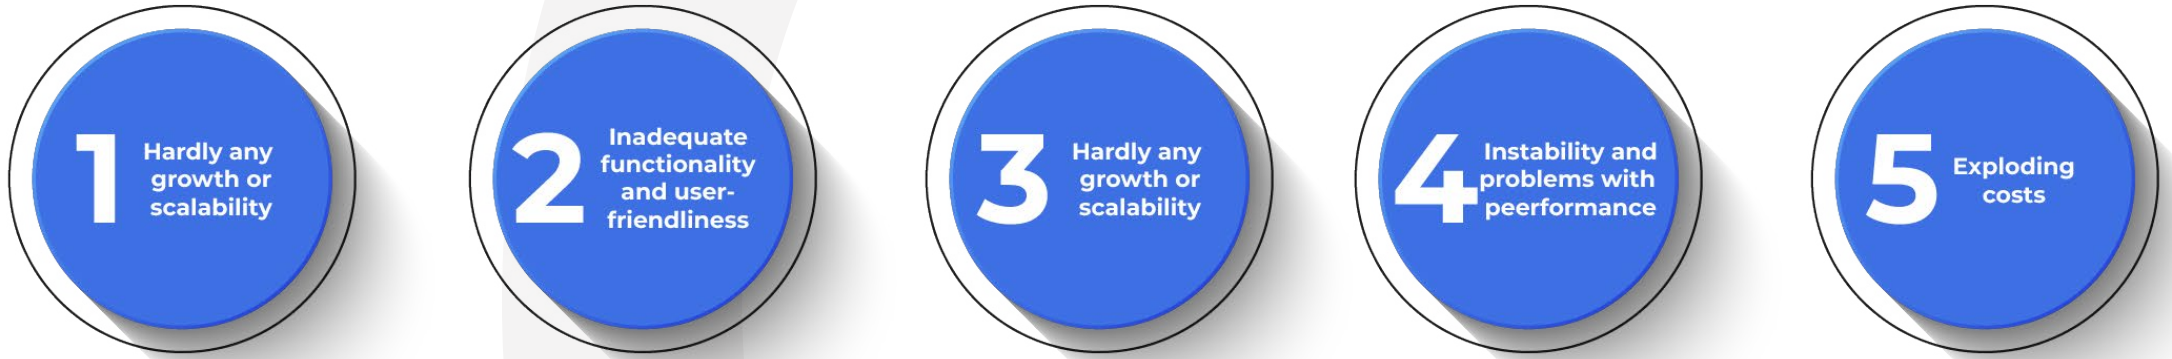 1
Hardly any
growth or
scalability
2
Inadequate
functionality
and user-
friendliness
3
Hardly any
growth or
scalability
4
Instability and
problems with
peerformance
5
Exploding
costs